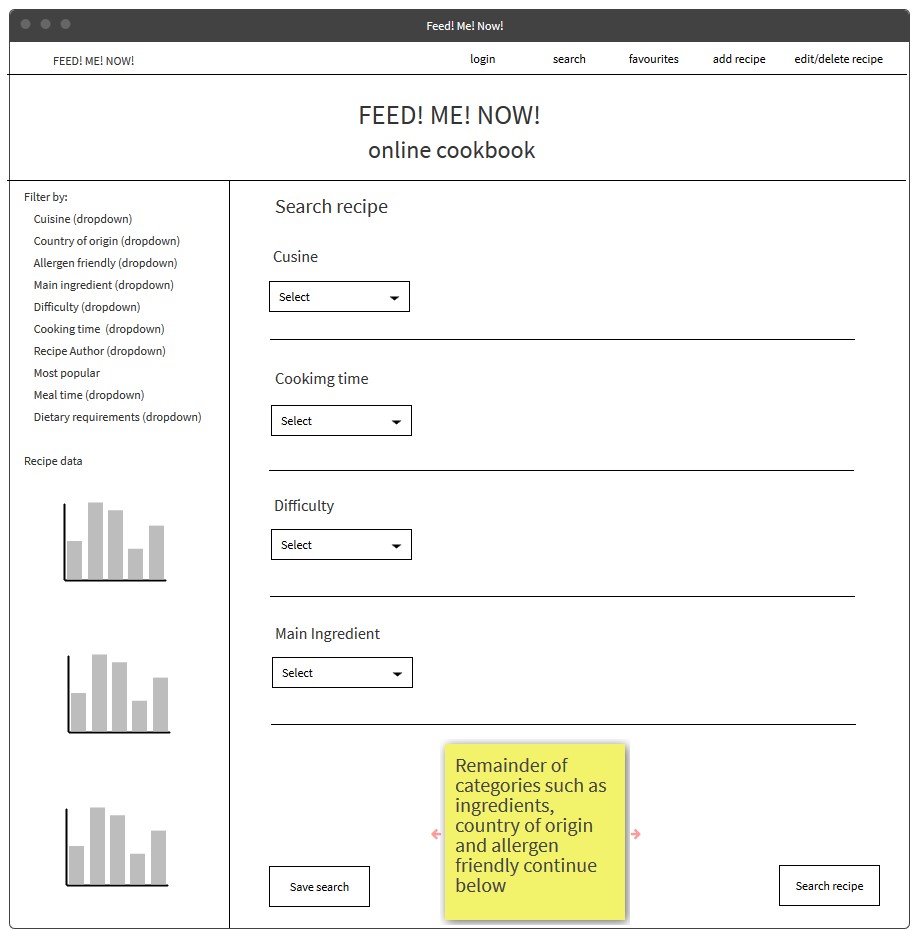 Feed! Me! Now!
FEED! ME! NOW!
login
search
favourites
add recipe
edit/delete recipe
FEED! ME! NOW!
online cookbook
Filter by:
Cuisine (dropdown)
Country of origin (dropdown)
Allergen friendly (dropdown)
Main ingredient (dropdown)
Difficulty (dropdown)
Cooking time (dropdown)
Recipe Author (dropdown)
Most popular
Meal time (dropdown)
Dietary requirements (dropdown)
Recipe data
Search recipe
Cusine
Select
Cookimg time
Select
Difficulty
Select
Main Ingredient
Select
Remainder of
categories such as
ingredients,
country of origin
and allergen
friendly continue
below
Save search
Search recipe